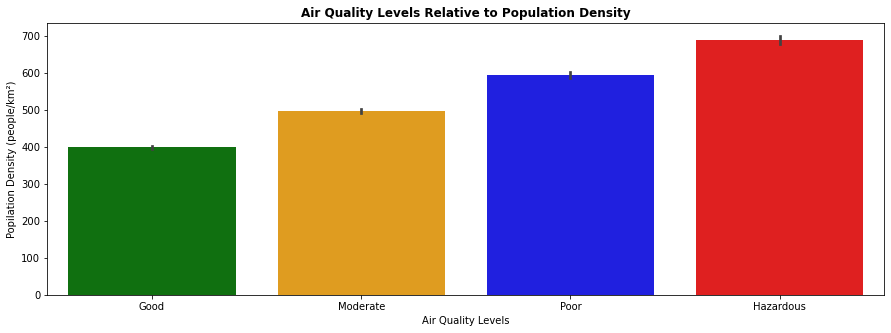 Air Quality Levels Relative to Population Density
Popilation Density (people/km²)
700
600
500
400
300
200
100
0
Good Moderate Poor Hazardous
Air Quality Levels